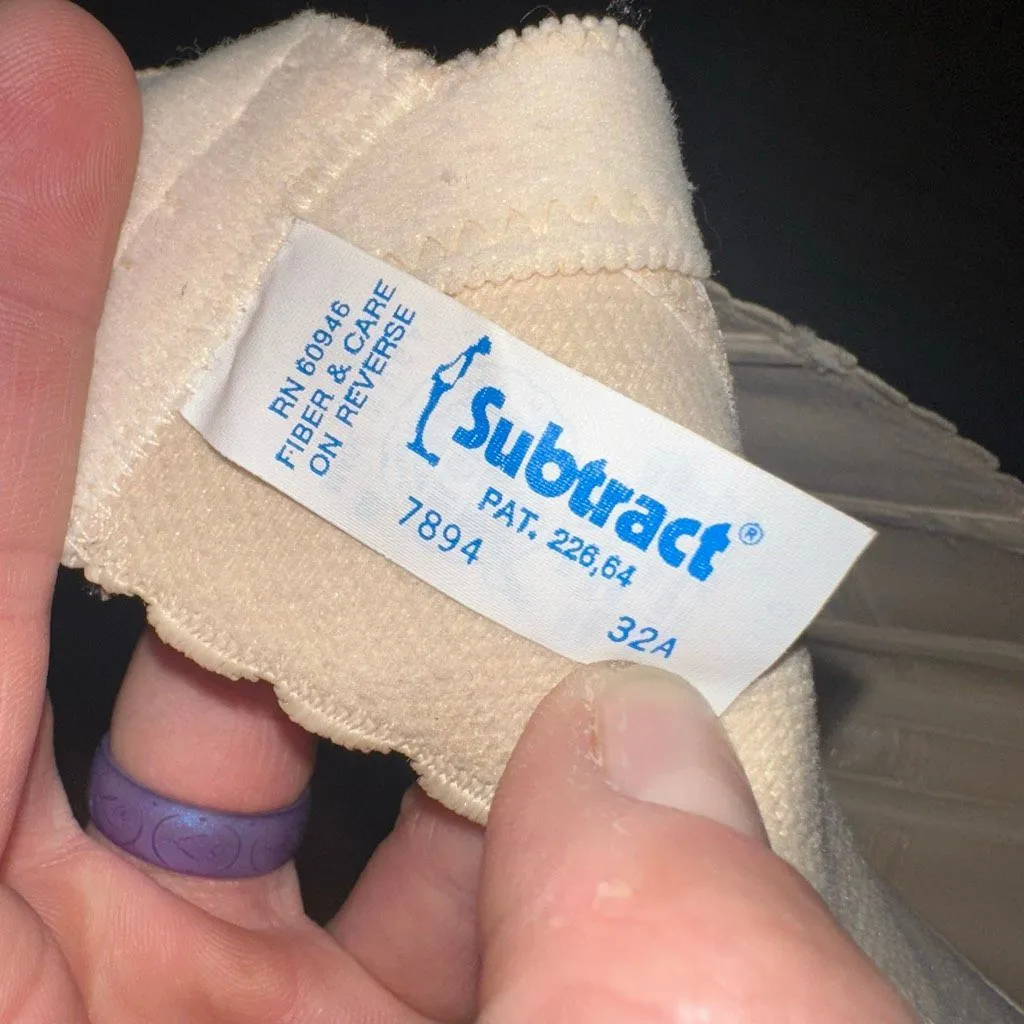 RN 60946
FIBER & CARE
ON REVERSE
Subtract®
PAT. 226,64
7894
32A